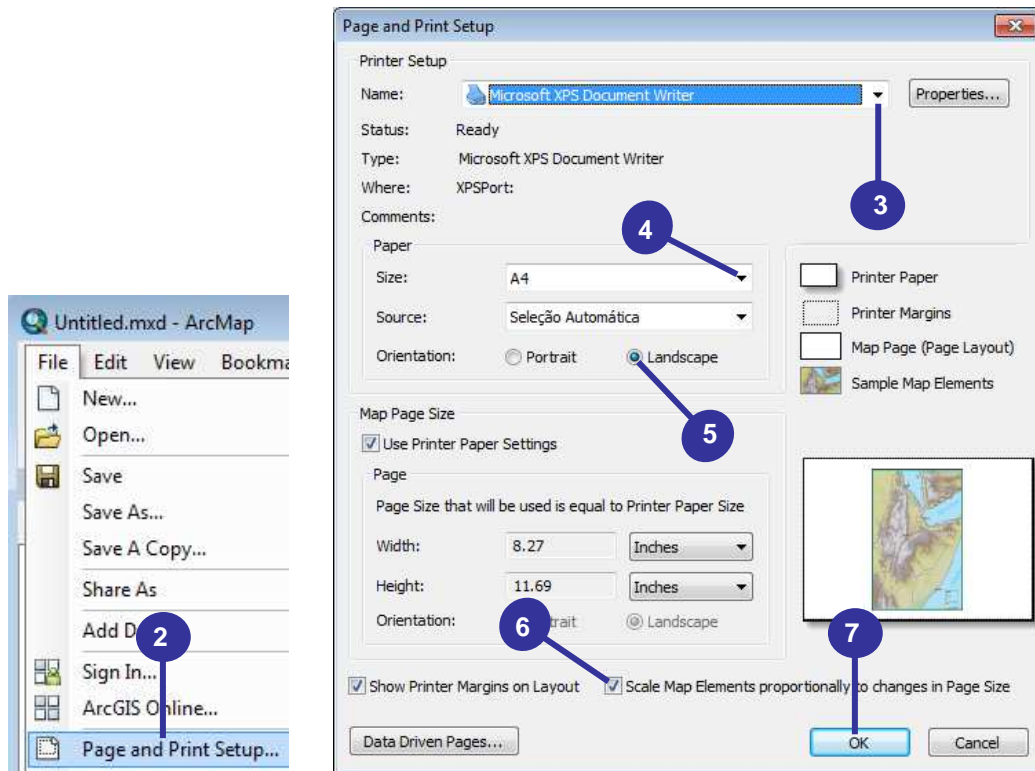 Untitled.mxd - ArcMap
File Edit View
New...
Open...
Save
Save As...
Save A Copy...
Share As
Add
2
Sign In...
ArcGIS Online...
Page and Print Setup...
Page and Print Setup
Printer Setup
Name: Microsoft XPS Document Writer Properties...
Status: Ready
Type: Microsoft XPS Document Writer
Where: XPSPort:
3
Comments:
Paper
4
Size: A4
Source: Seleção Automática
Orientation: Portrait Landscape
5
Printer Paper
Printer Margins
Map Page (Page Layout)
Sample Map Elements
Map Page Size
Use Printer Paper Settings
Page
Page Size that will be used is equal to Printer Paper Size
Width: 8.27 Inches
Height: 11.69 Inches
Orientation: Landscape
6
7
Show Printer Margins on Layout Scale Map Elements proportionally to changes in Page Size
Data Driven Pages... OK Cancel